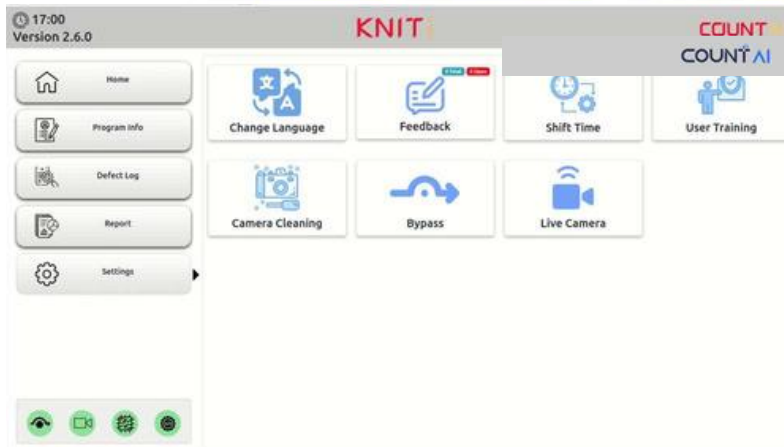 17:00
Version 2.6.0
KNIT
COUNT
COUNT AI
Home
Program Info
Defect Log
Report
Settings
Change Language
Feedback
Shift Time
User Training
Camera Cleaning
Bypass
Live Camera